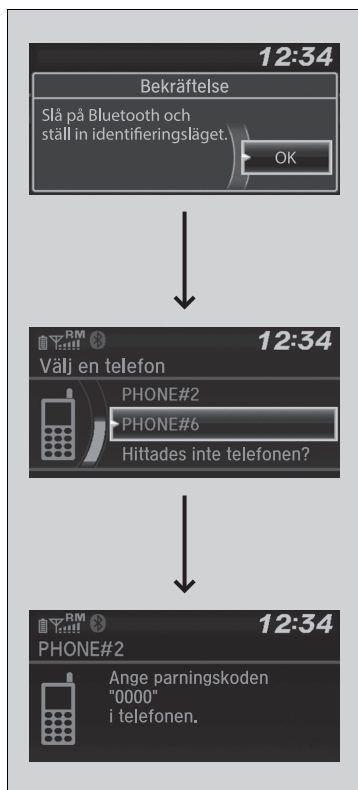 12:34
Bekräftelse
Slå på Bluetooth och
ställ in identifieringsläget.
OK
RM 12:34
Välj en telefon
PHONE#2
PHONE#6
Hittades inte telefonen?
RM 12:34
PHONE#2
Ange parningskoden
"0000"
i telefonen.